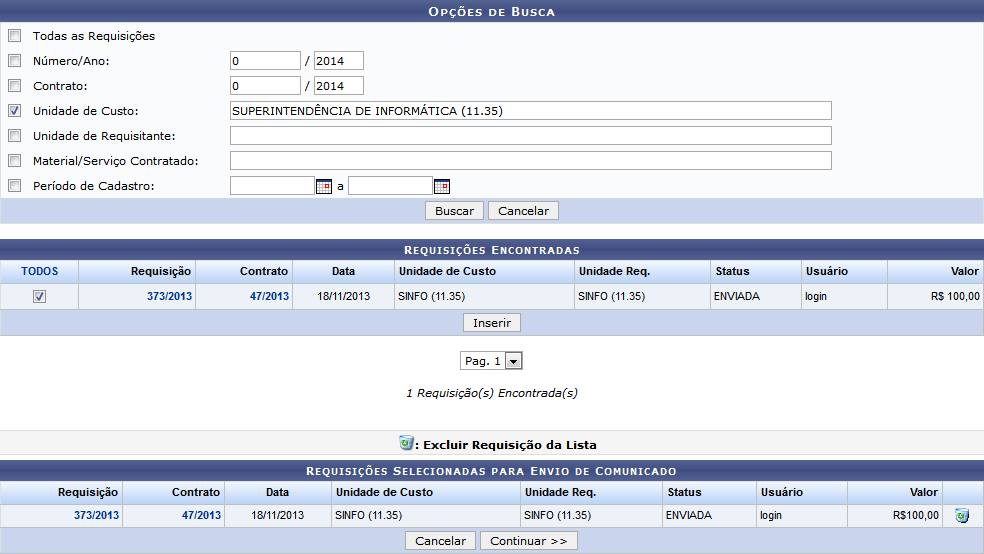 Opções de Busca
Todas as Requisições
Número/Ano: 0 / 2014
Contrato: 0 / 2014
Unidade de Custo: SUPERINTENDÊNCIA DE INFORMÁTICA (11.35)
Unidade de Requisitante:
Material/Serviço Contratado:
Período de Cadastro: a
Buscar Cancelar
Requisições Encontradas
TODOS Requisição Contrato Data Unidade de Custo Unidade Req. Status Usuário Valor
373/2013 47/2013 18/11/2013 SINFO (11.35) SINFO (11.35) ENVIADA login R$ 100,00
Inserir
Pag. 1
1 Requisição(s) Encontrada(s)
: Excluir Requisição da Lista
Requisições Selecionadas para Envio de Comunicado
Requisição Contrato Data Unidade de Custo Unidade Req. Status Usuário Valor
373/2013 47/2013 18/11/2013 SINFO (11.35) SINFO (11.35) ENVIADA login R$100,00
Cancelar Continuar >>